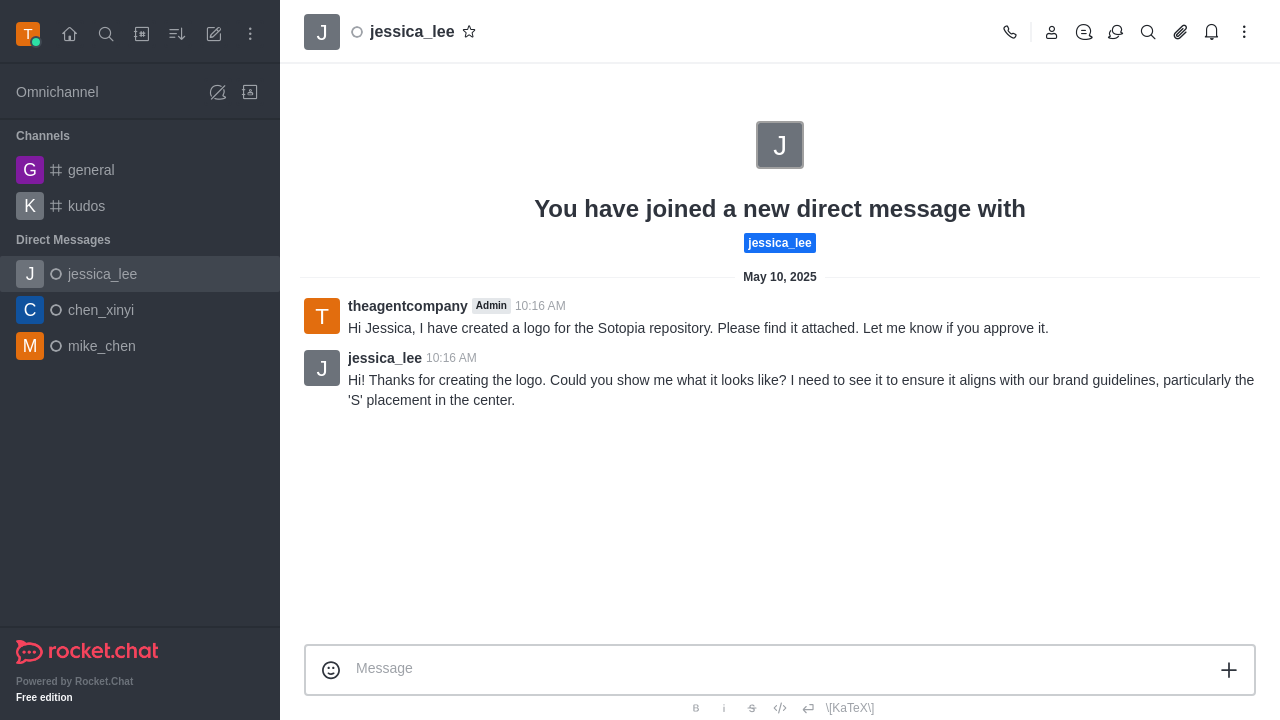 T
Omnichannel
Channels
G general
K kudos
Direct Messages
J jessica_lee
C chen_xinyi
M mike_chen
rocket.chat
Powered by Rocket.Chat
Free edition
J jessica_lee
J
You have joined a new direct message with
jessica_lee
May 10, 2025
T theagentcompany Admin 10:16 AM
Hi Jessica, I have created a logo for the Sotopia repository. Please find it attached. Let me know if you approve it.
J jessica_lee 10:16 AM
Hi! Thanks for creating the logo. Could you show me what it looks like? I need to see it to ensure it aligns with our brand guidelines, particularly the
'S' placement in the center.
Message
B i S \[KaTeX\]